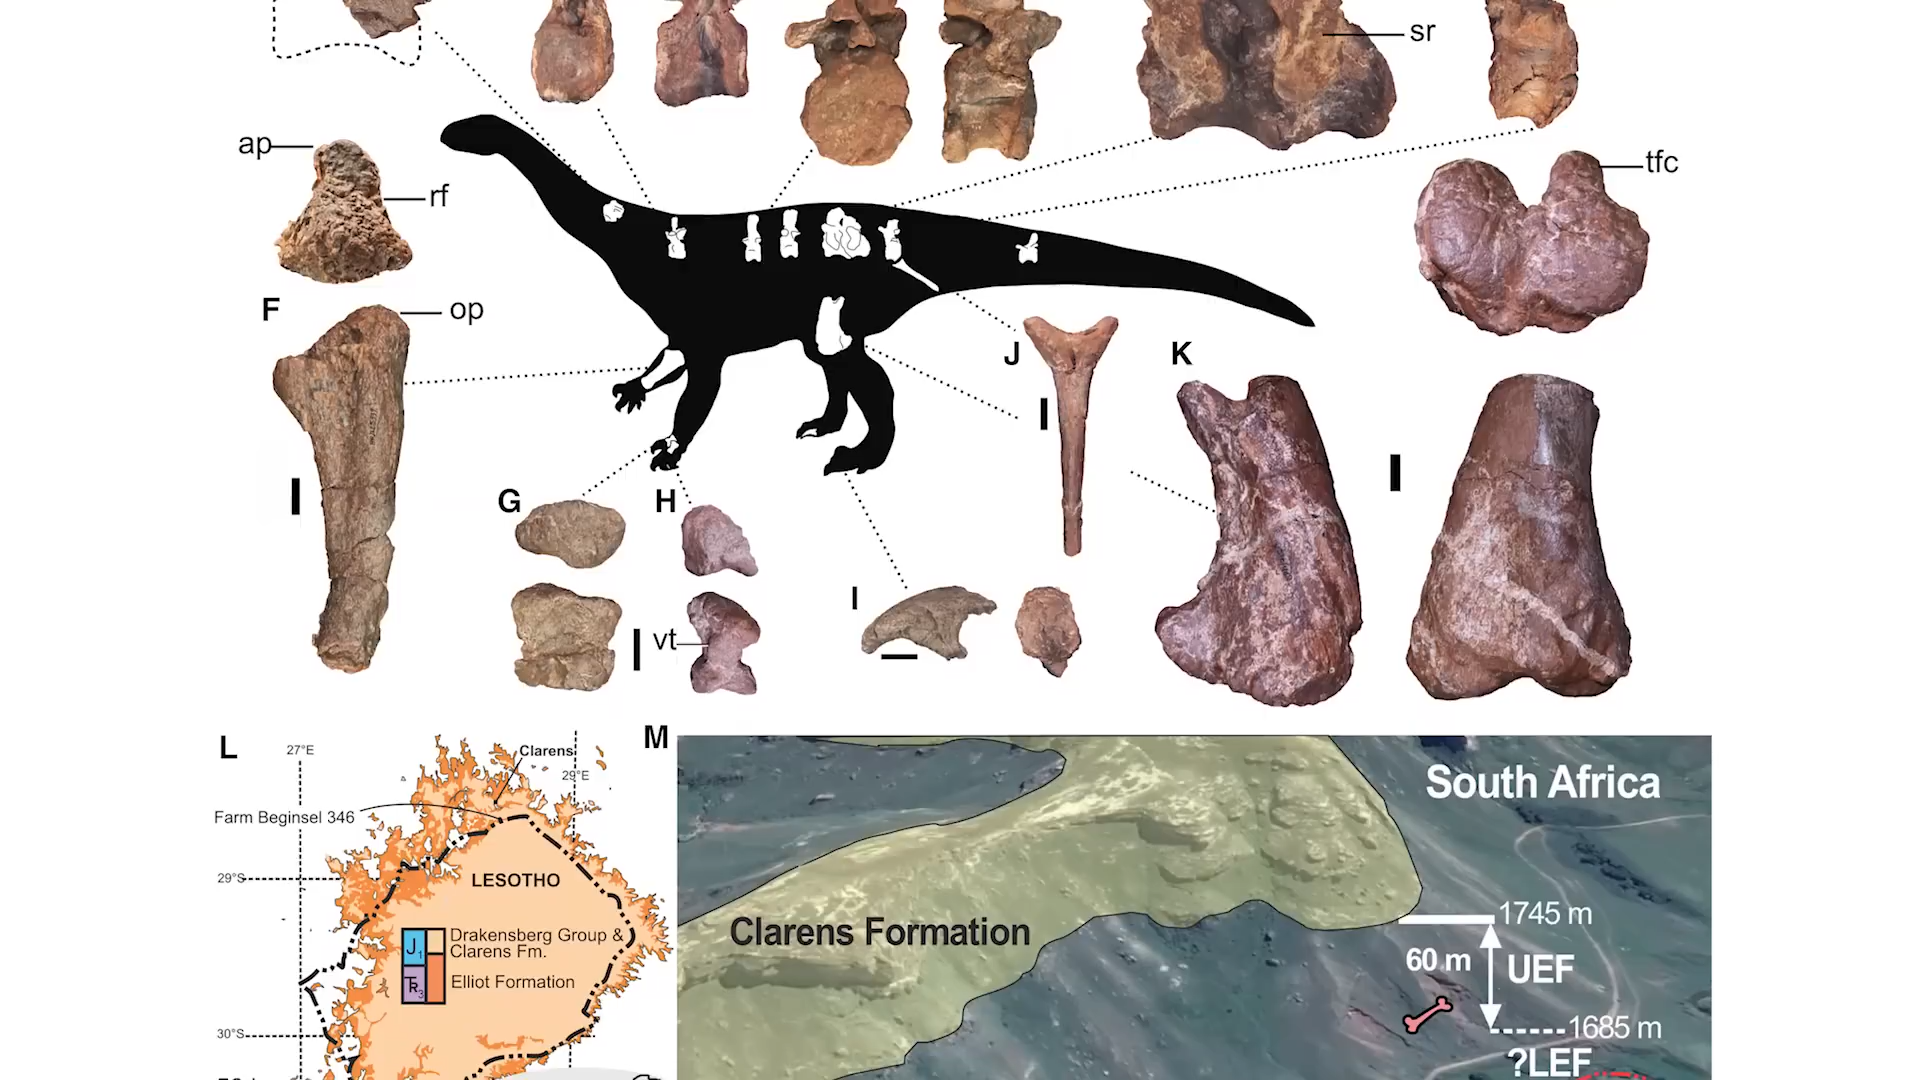 sr
ap
rf
tfc
F
op
J
K
G
H
I
vt
L
M
27°E
Clarens
29°E
South Africa
Farm Beginsel 346
29°S
LESOTHO
1745 m
Clarens Formation
Drakensberg Group &
Clarens Fm.
J1
60 m
UEF
Elliot Formation
TR3
1685 m
30°S
?LEF